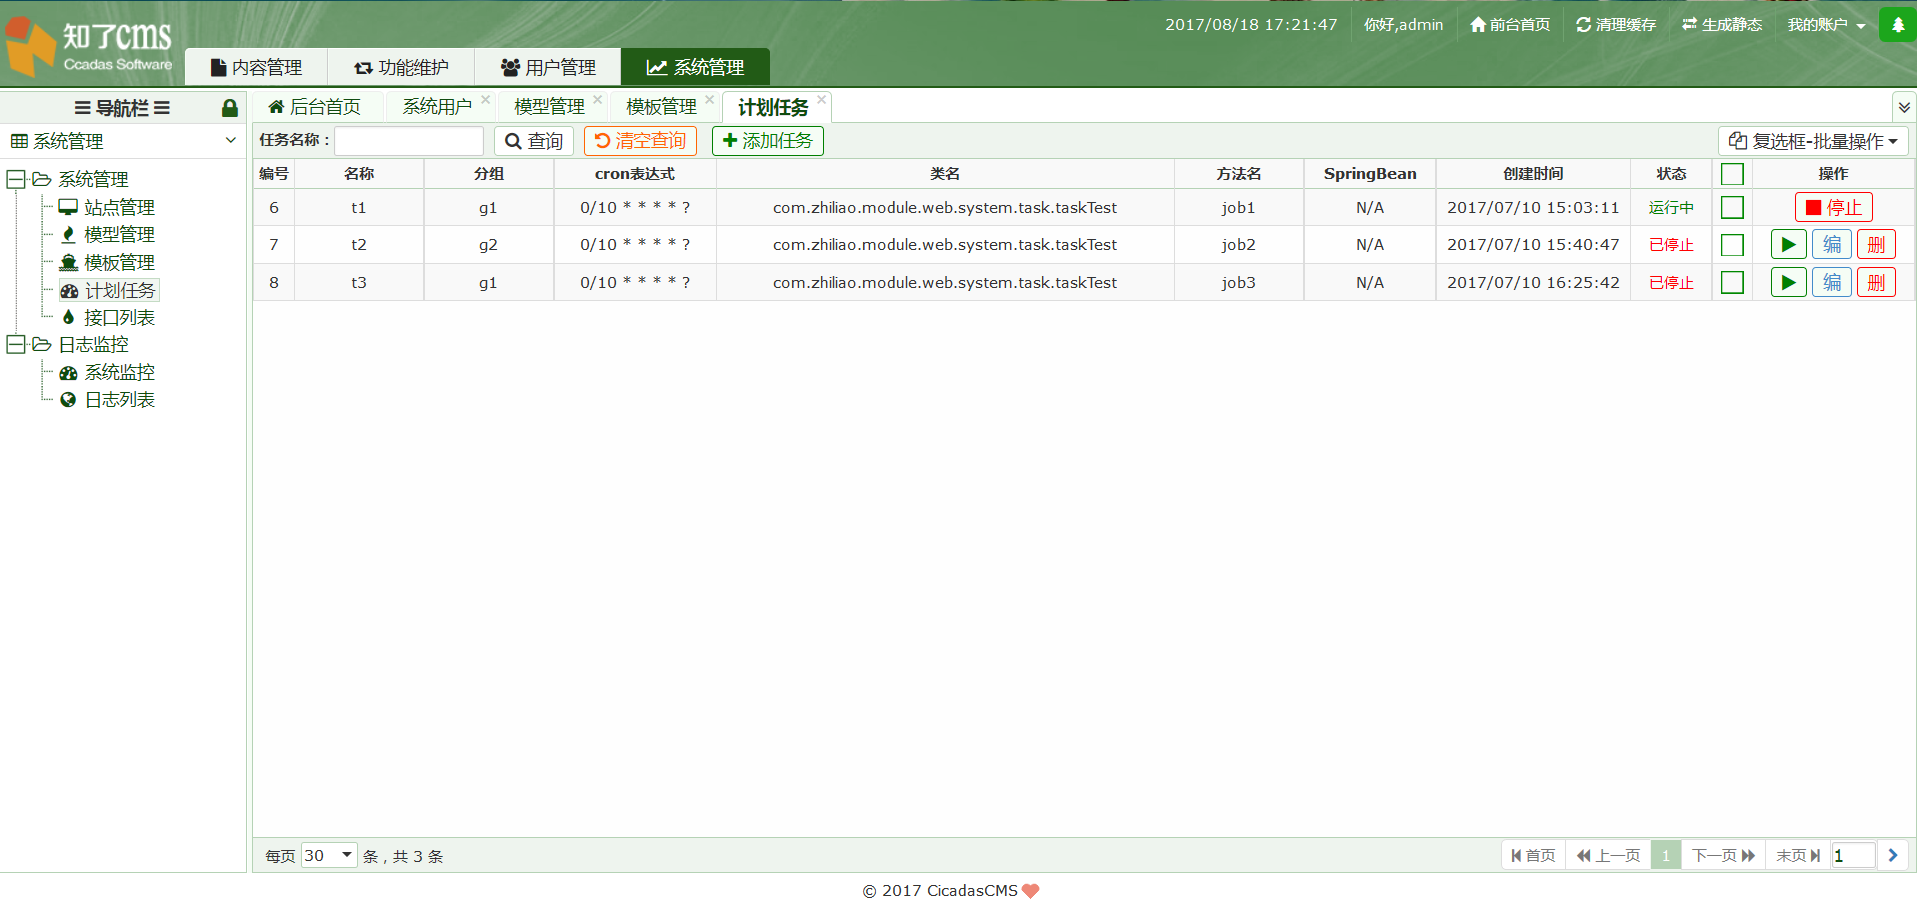 知了cms
Ccadas Software
2017/08/18 17:21:47 你好,admin 前台首页 清理缓存 生成静态 我的账户
内容管理 功能维护 用户管理 系统管理
导航栏
系统管理
系统管理
站点管理
模型管理
模板管理
计划任务
接口列表
日志监控
系统监控
日志列表
后台首页 系统用户 模型管理 模板管理 计划任务
任务名称： 查询 清空查询 添加任务 复选框-批量操作
编号 名称 分组 cron表达式 类名 方法名 SpringBean 创建时间 状态 操作
6 t1 g1 0/10 * * * * ? com.zhiliao.module.web.system.task.taskTest job1 N/A 2017/07/10 15:03:11 运行中 停止
7 t2 g2 0/10 * * * * ? com.zhiliao.module.web.system.task.taskTest job2 N/A 2017/07/10 15:40:47 已停止 编 删
8 t3 g1 0/10 * * * * ? com.zhiliao.module.web.system.task.taskTest job3 N/A 2017/07/10 16:25:42 已停止 编 删
每页 30 条，共 3 条 首页 上一页 1 下一页 末页 1
© 2017 CicadasCMS